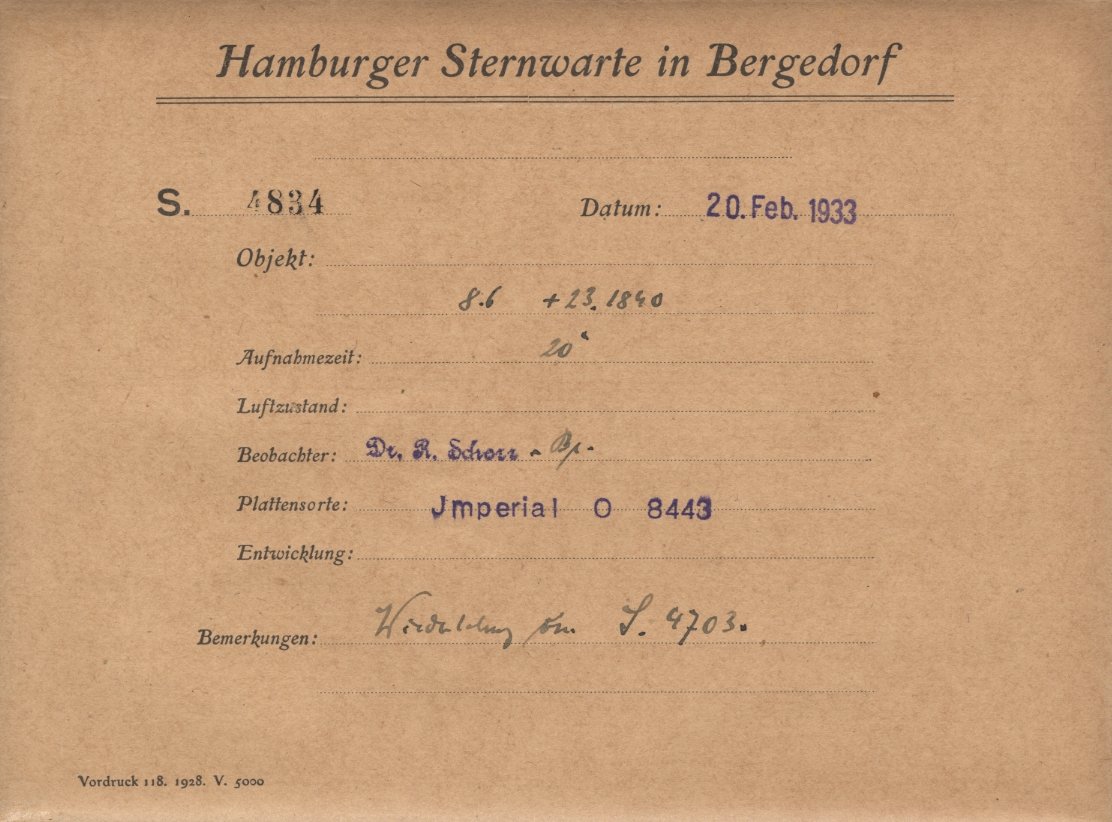 Hamburger Sternwarte in Bergedorf
S. 4834 Datum: 20. Feb. 1933
Objekt:
8.6 +23.1840
Aufnahmezeit: 20
Luftzustand:
Beobachter: Dr. R. Schorr -
Plattensorte: Jmperial O 8443
Entwicklung:
Bemerkungen: Wiederholung von S. 4703.
Vordruck 118. 1928. V. 5000